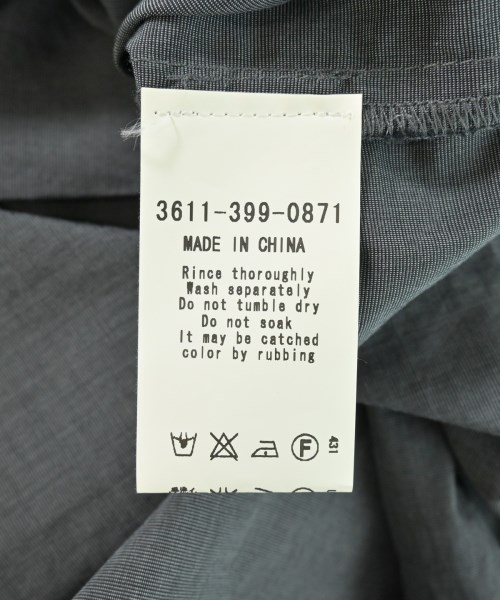 3611-399-0871
MADE IN CHINA
Rince thoroughly
Wash separately
Do not tumble dry
Do not soak
It may be catched
color by rubbing
F
431